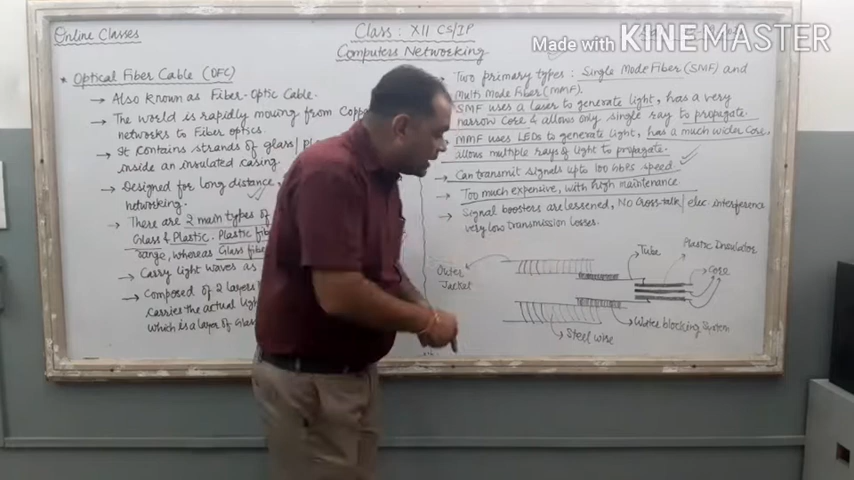 Online Classes
Class : XII CS/IP
Computers Networking
Made with KINEMASTER
* Optical Fiber Cable (OFC)
→ Also known as Fiber-Optic Cable.
→ The world is rapidly moving from Copp
networks to Fiber optics.
→ It contains strands of glass/
inside an insulated casing.
→ Designed for long distance,
networking.
→ There are 2 main types of
Glass & Plastic. Plastic fib
range, whereas Glass fiber
→ Carry light waves as
→ Composed of 2 layers
carries the actual light
which is a layer of Glass
Two primary types : Single Mode Fiber (SMF) and
Multi Mode Fiber (MMF).
SMF uses a laser to generate light, has a very
narrow core & allows only single ray to propagate.
MMF uses LEDs to generate light, has a much wider core,
allows multiple rays of light to propagate.
→ Can transmit signals upto 100 GBPS speed
→ Too much expensive, with high maintenance
→ Signal boosters are lessened, No Cross-talk/ elec. interference
very low transmission losses.
Outer
Jacket
Tube
Plastic Insulator
Core
Steel wire
Water blocking System